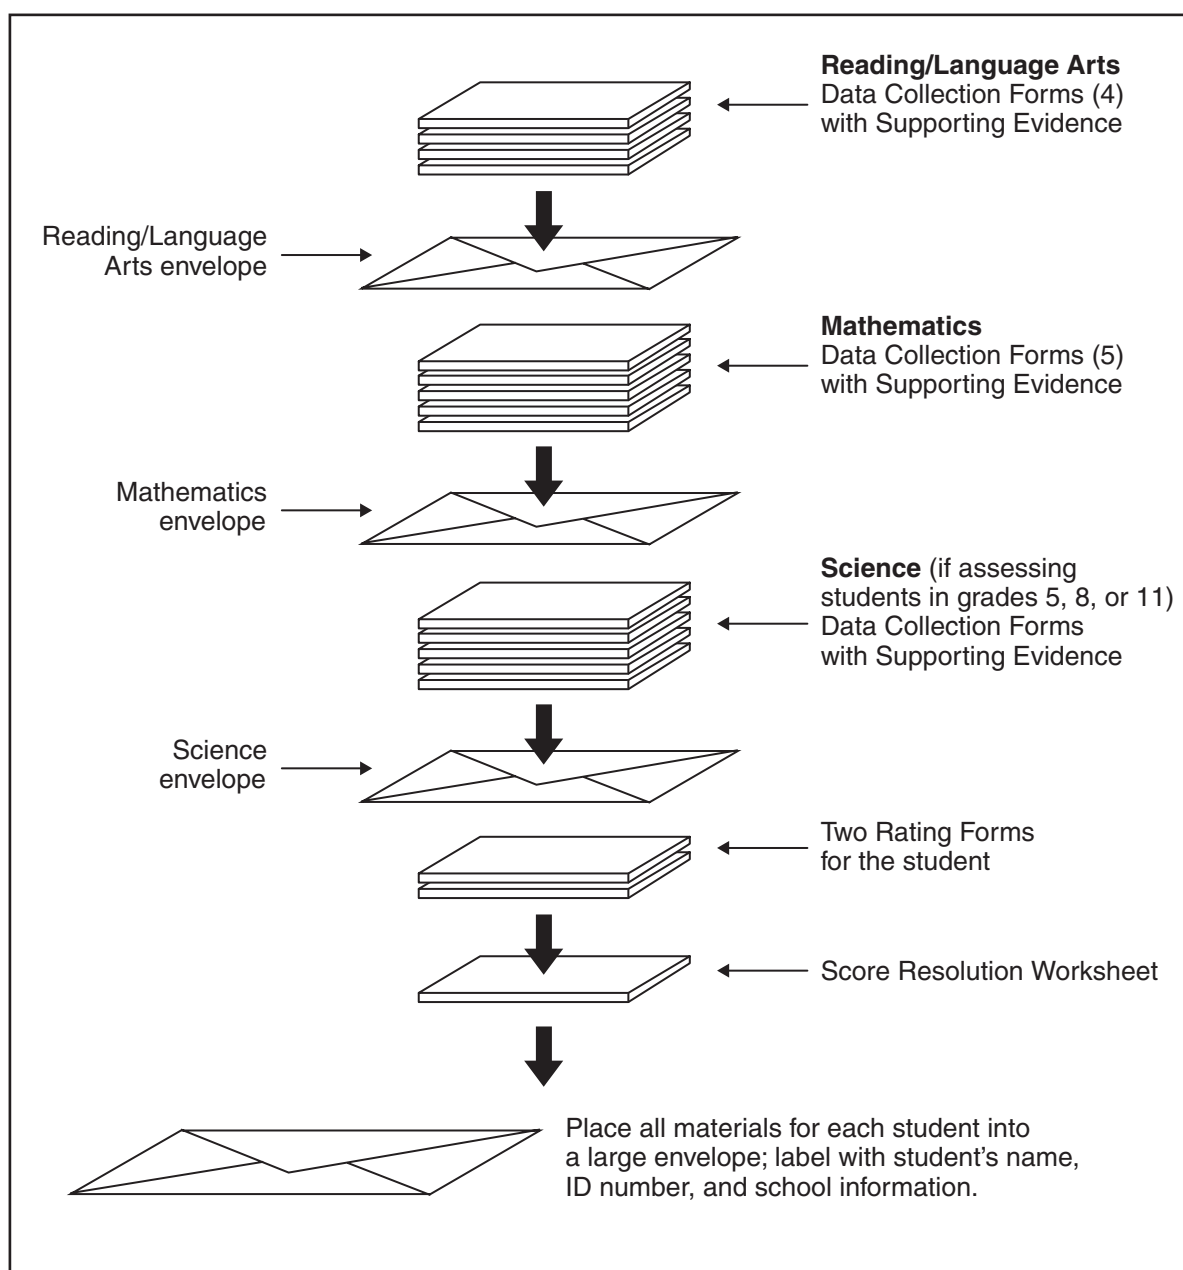 Reading/Language Arts
Data Collection Forms (4)
with Supporting Evidence
Reading/Language
Arts envelope
Mathematics
Data Collection Forms (5)
with Supporting Evidence
Mathematics
envelope
Science (if assessing
students in grades 5, 8, or 11)
Data Collection Forms
with Supporting Evidence
Science
envelope
Two Rating Forms
for the student
Score Resolution Worksheet
Place all materials for each student into
a large envelope; label with student’s name,
ID number, and school information.